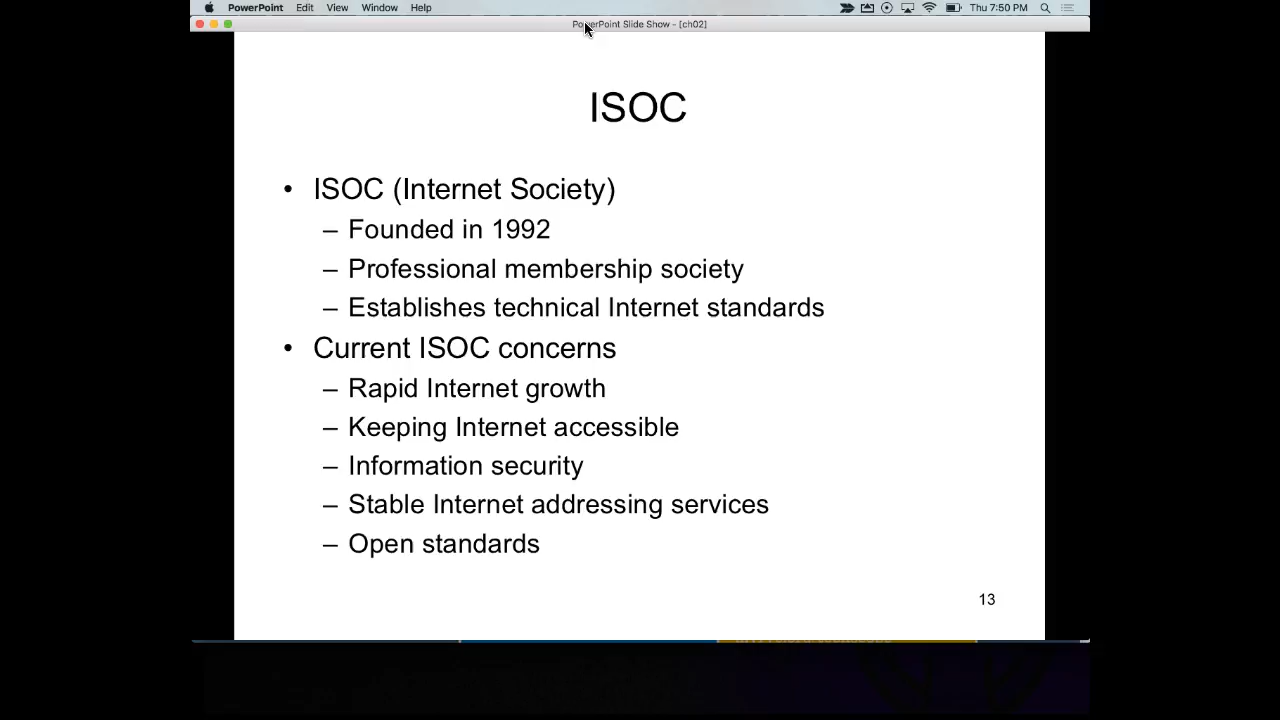 PowerPoint Edit View Window Help Thu 7:50 PM
PowerPoint Slide Show - [ch02]
ISOC
• ISOC (Internet Society)
– Founded in 1992
– Professional membership society
– Establishes technical Internet standards
• Current ISOC concerns
– Rapid Internet growth
– Keeping Internet accessible
– Information security
– Stable Internet addressing services
– Open standards
13